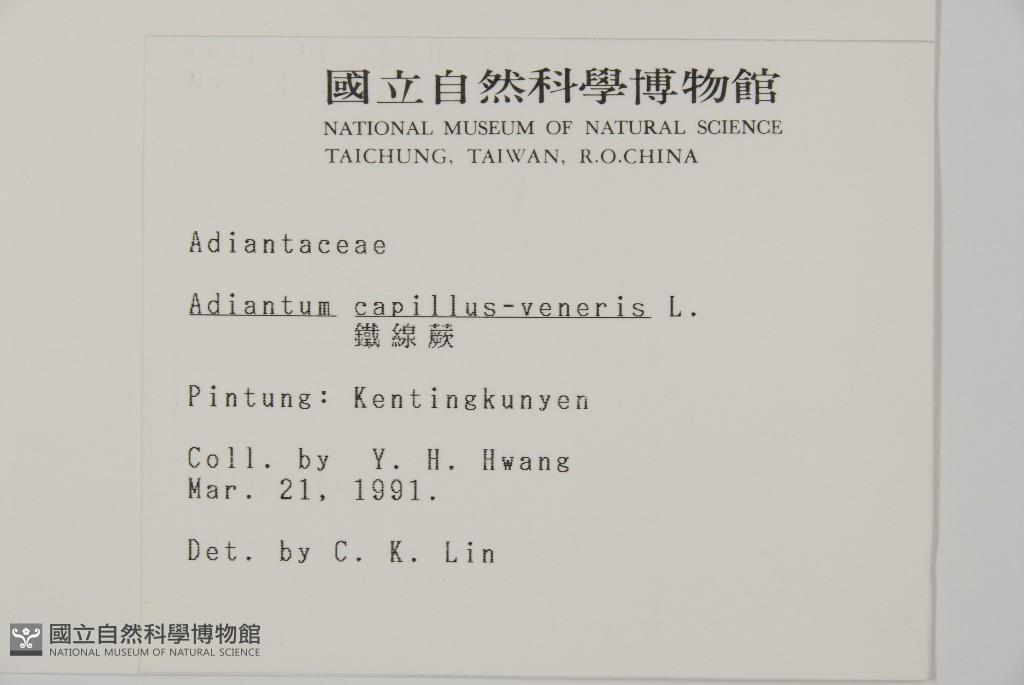 國立自然科學博物館
NATIONAL MUSEUM OF NATURAL SCIENCE
TAICHUNG, TAIWAN, R.O.CHINA
Adiantaceae
Adiantum capillus-veneris L.
鐵線蕨
Pintung: Kentingkunyen
Coll. by Y. H. Hwang
Mar. 21, 1991.
Det. by C. K. Lin
國立自然科學博物館
NATIONAL MUSEUM OF NATURAL SCIENCE